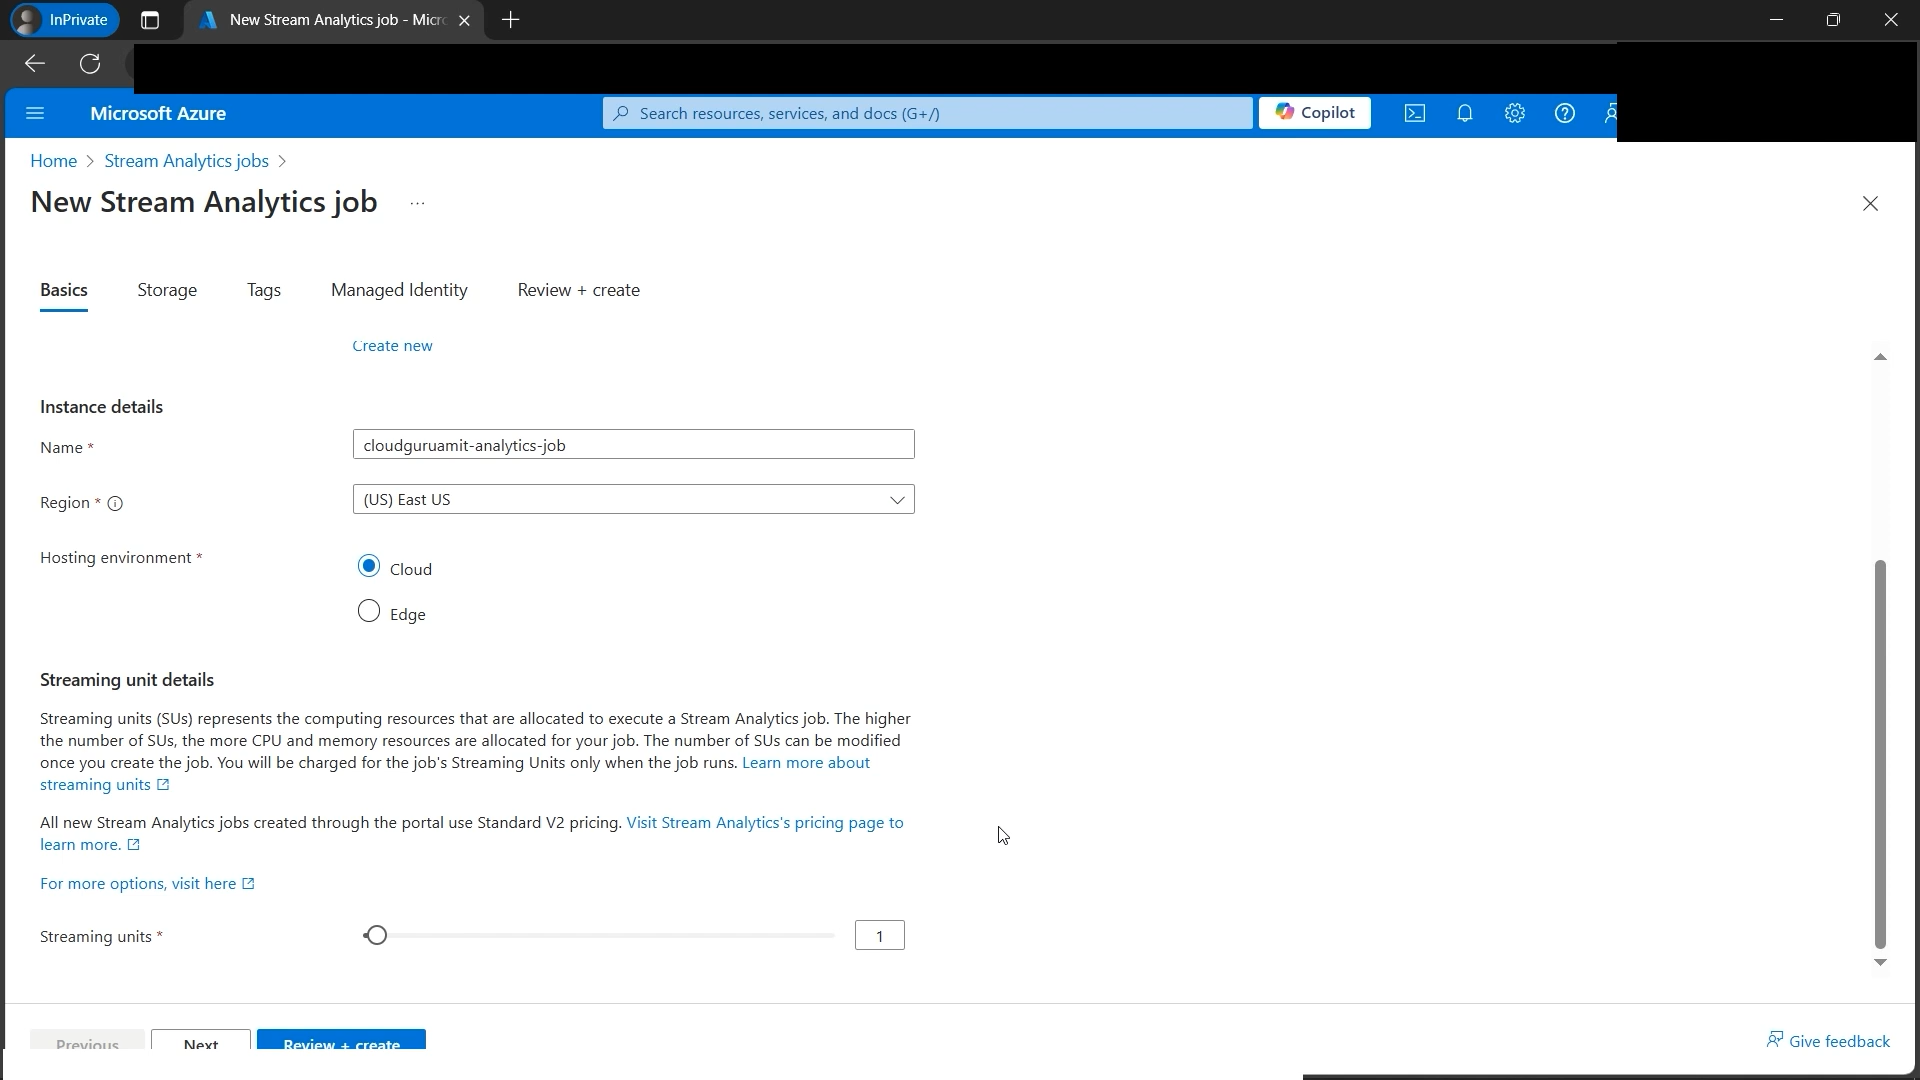 InPrivate
New Stream Analytics job - Micr
Microsoft Azure
Search resources, services, and docs (G+/)
Copilot
Home > Stream Analytics jobs >
New Stream Analytics job ...
Basics Storage Tags Managed Identity Review + create
Create new
Instance details
Name * cloudguruamit-analytics-job
Region * (US) East US
Hosting environment * Cloud
Edge
Streaming unit details
Streaming units (SUs) represents the computing resources that are allocated to execute a Stream Analytics job. The higher
the number of SUs, the more CPU and memory resources are allocated for your job. The number of SUs can be modified
once you create the job. You will be charged for the job's Streaming Units only when the job runs. Learn more about
streaming units
All new Stream Analytics jobs created through the portal use Standard V2 pricing. Visit Stream Analytics's pricing page to
learn more.
For more options, visit here
Streaming units * 1
Previous Next Review + create
Give feedback